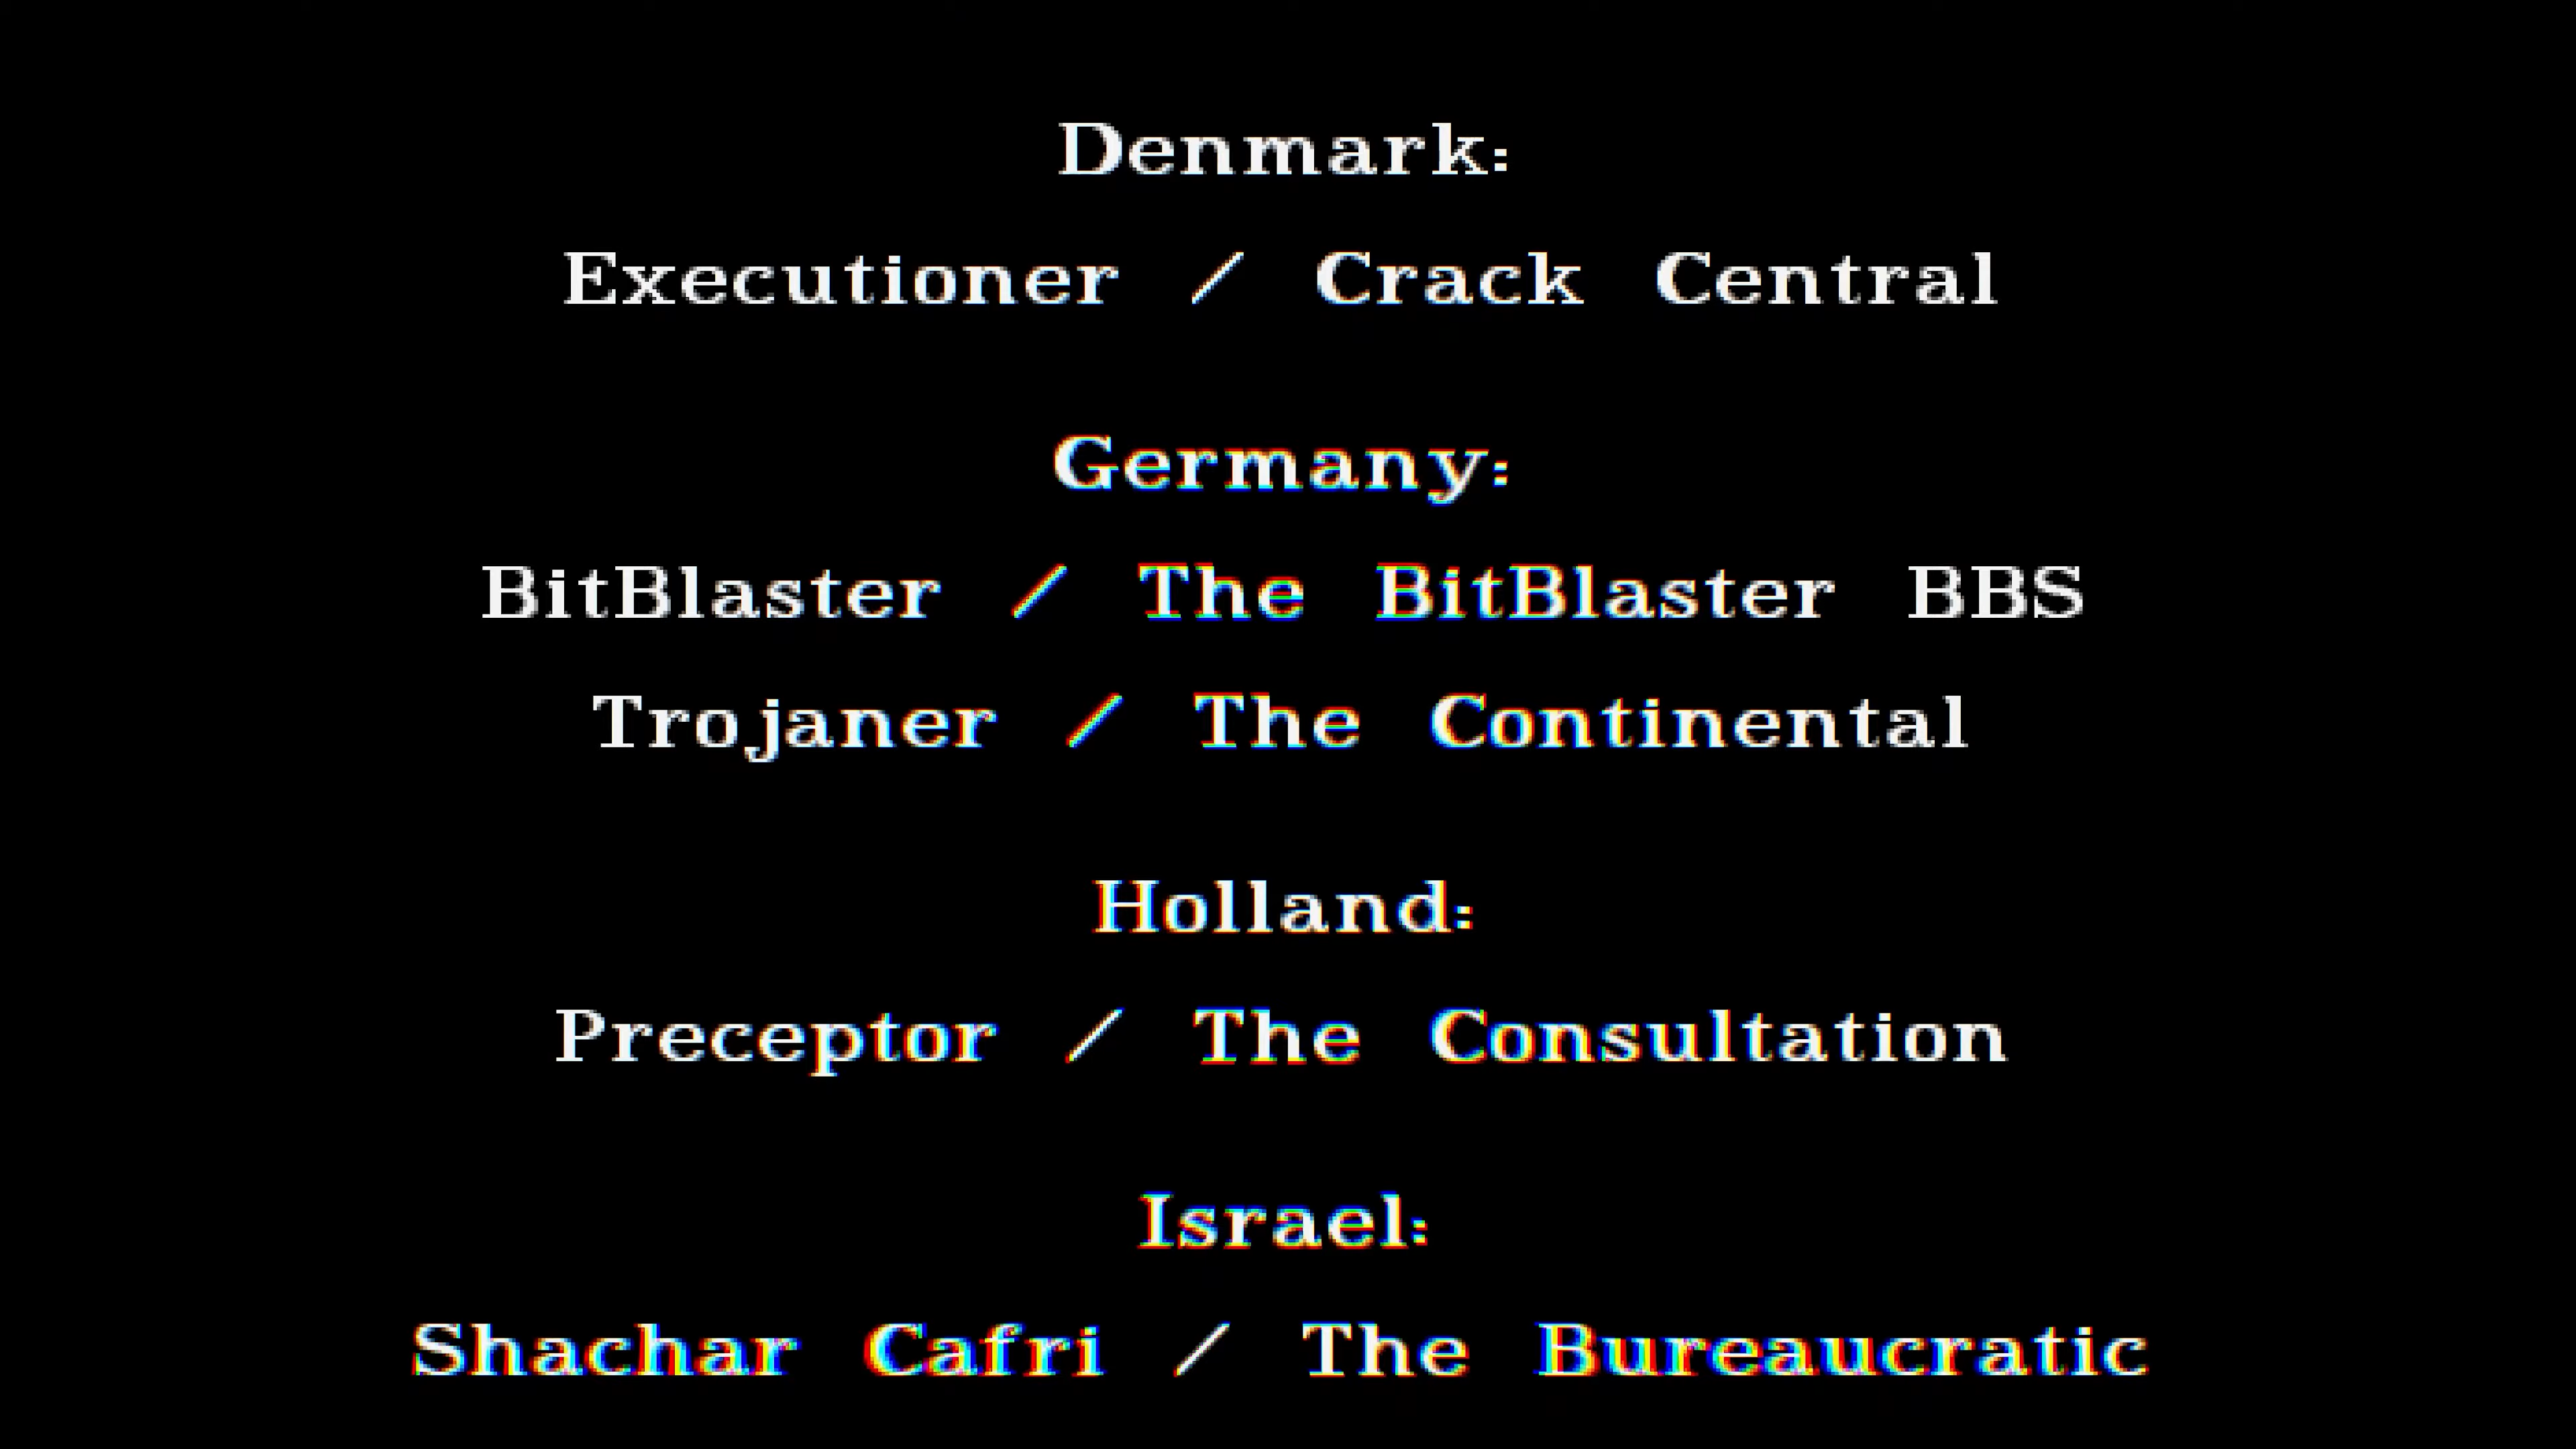 Denmark:
Executioner / Crack Central
Germany:
BitBlaster / The BitBlaster BBS
Trojaner / The Continental
Holland:
Preceptor / The Consultation
Israel:
Shachar Cafri / The Bureaucratic